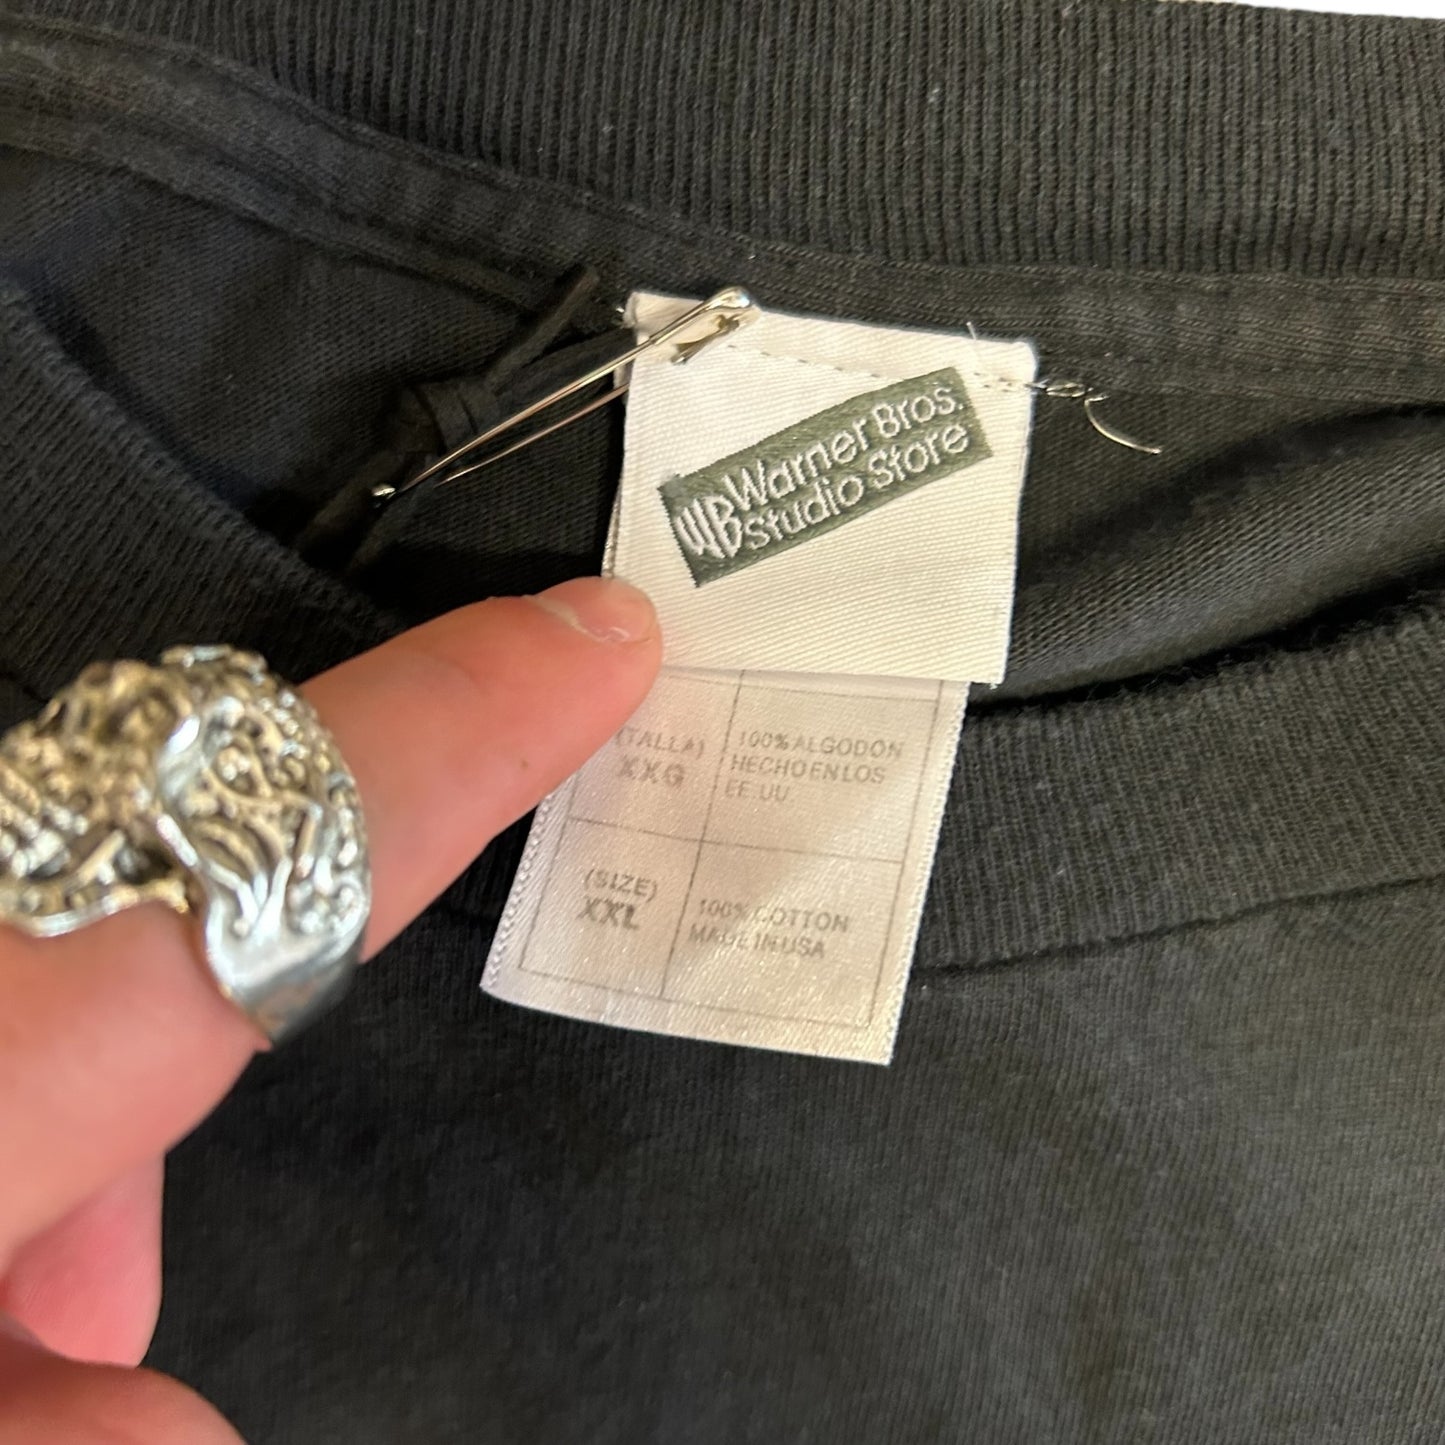 WB Warner Bros.
Studio Store
(TALLA)
XXG
100% ALGODON
HECHO EN LOS
EE UU
(SIZE)
XXL
100% COTTON
MADE IN USA